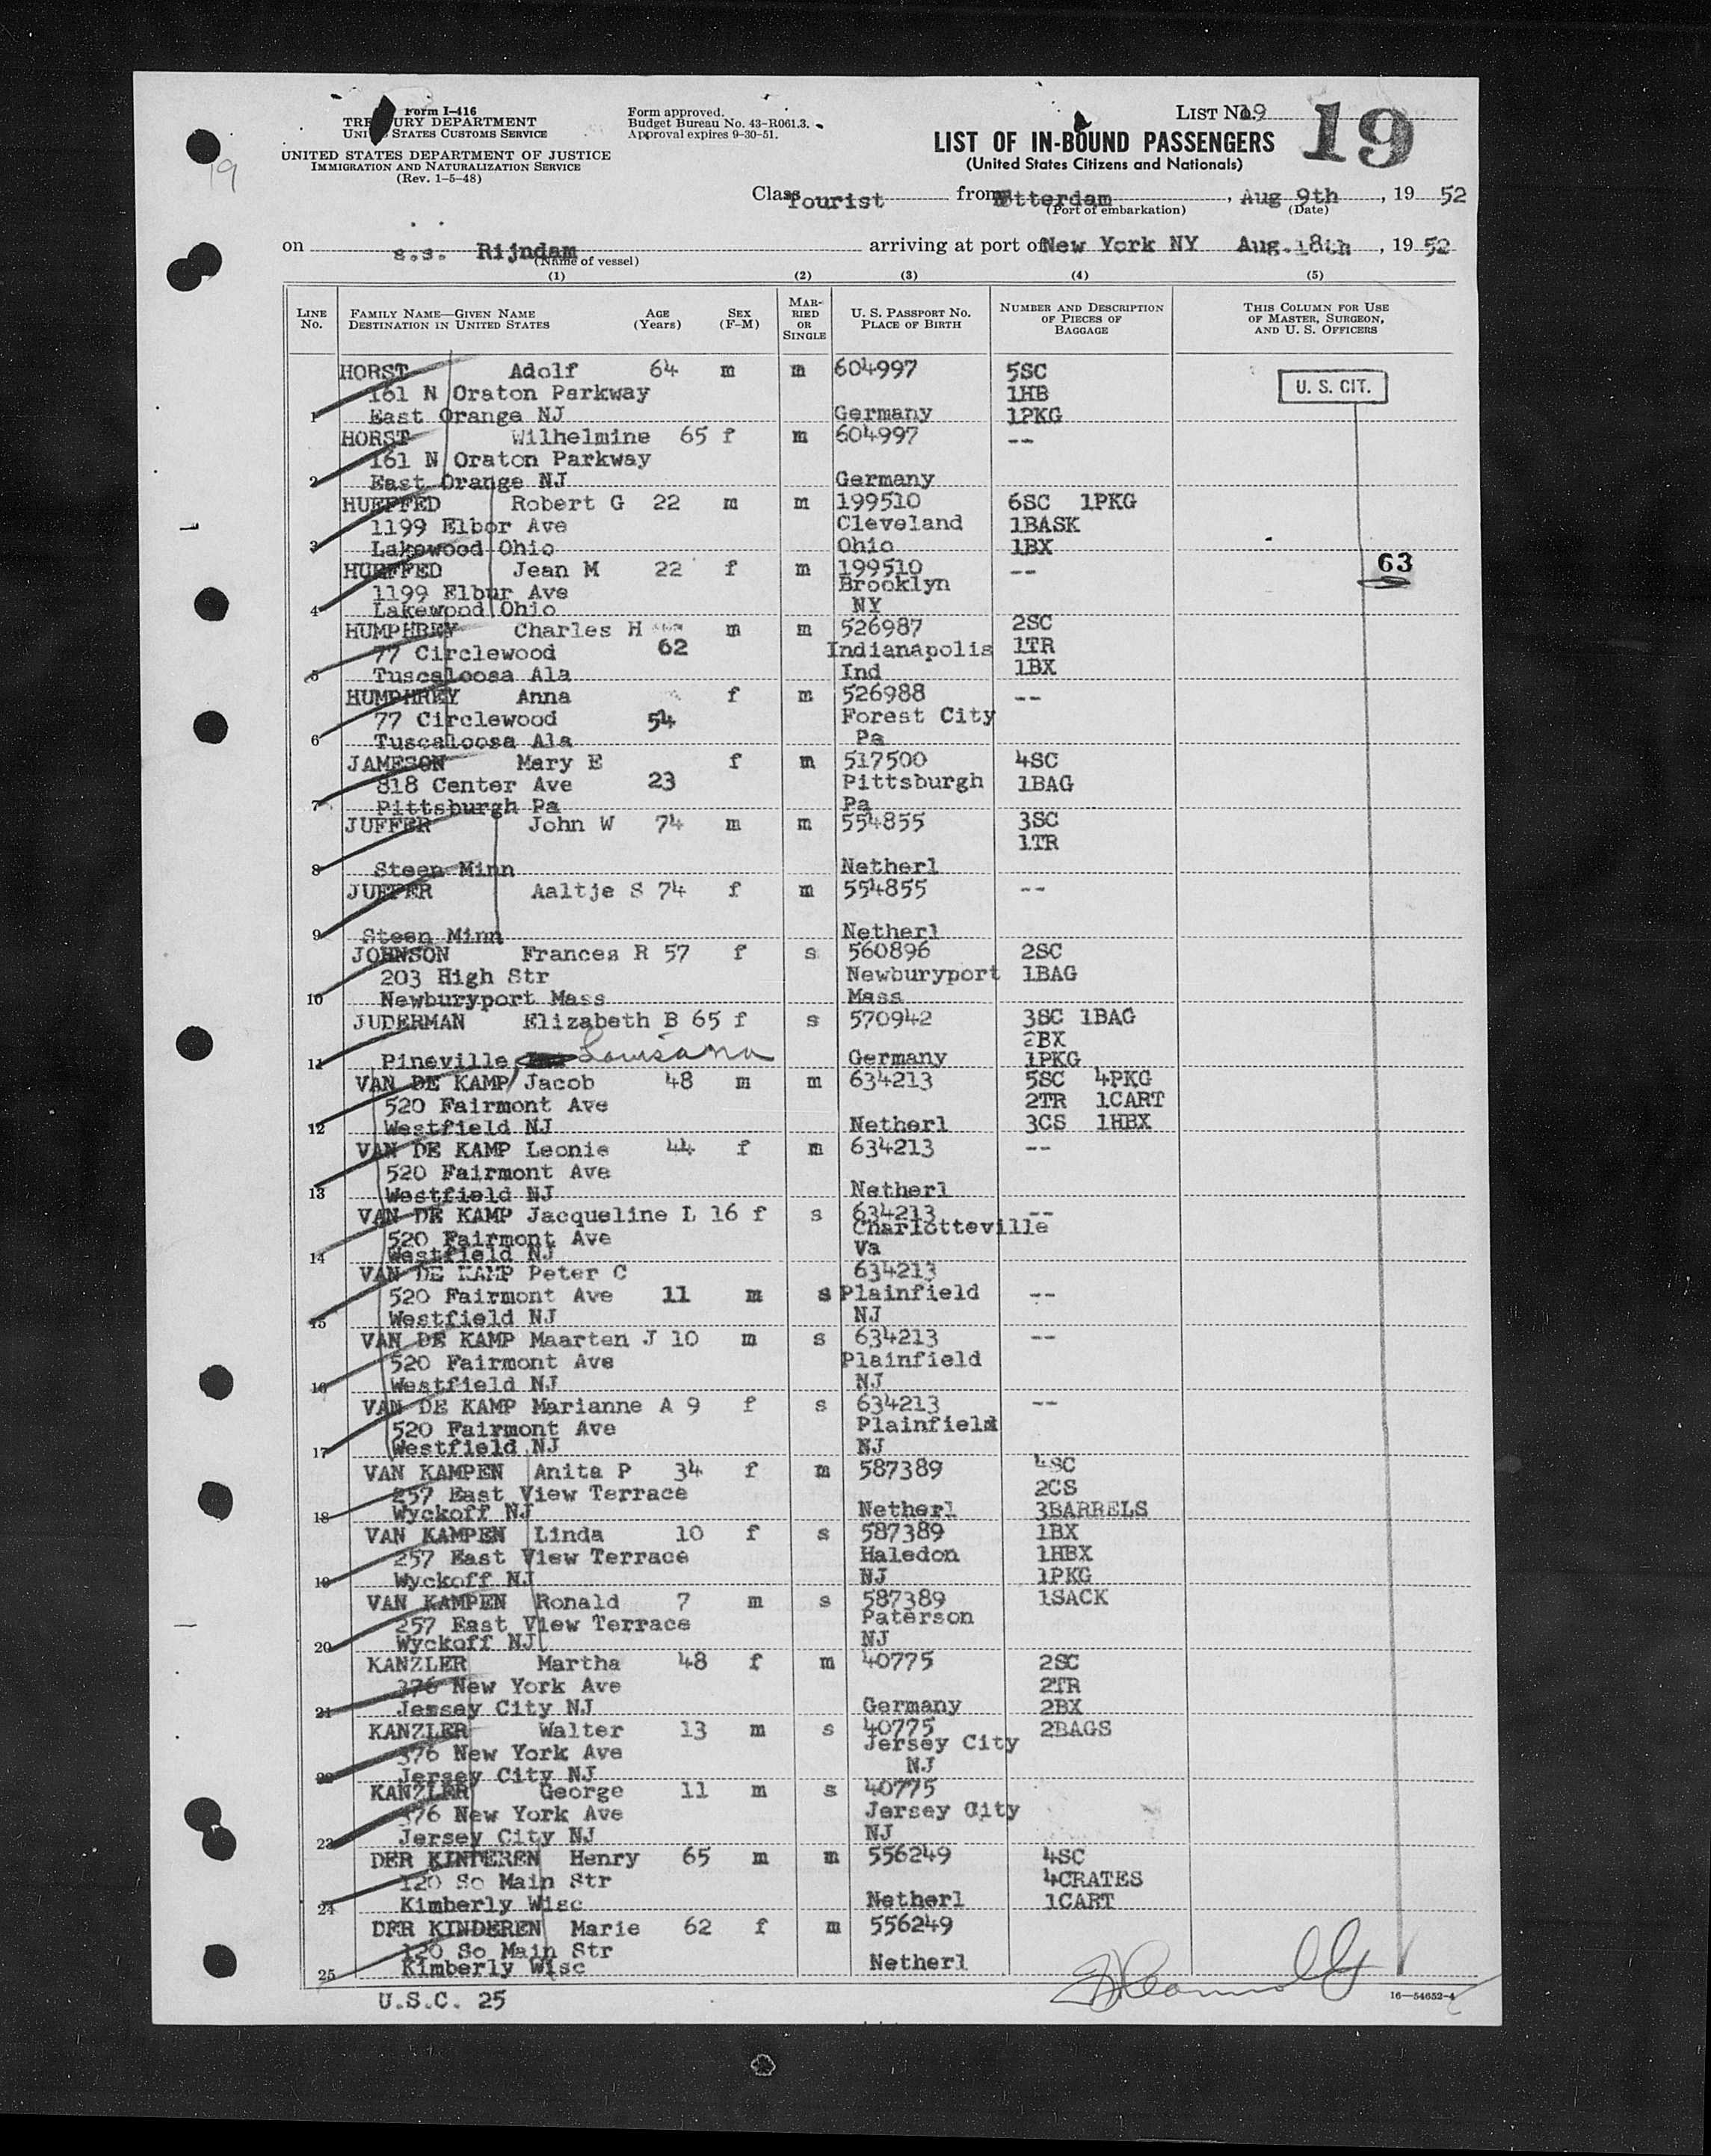 Form I-416
TREASURY DEPARTMENT
UNITED STATES CUSTOMS SERVICE
UNITED STATES DEPARTMENT OF JUSTICE
IMMIGRATION AND NATURALIZATION SERVICE
(Rev. 1-5-48)
Form approved.
Budget Bureau No. 43-R061.3.
Approval expires 9-30-51.
LIST No. 19
19
19
LIST OF IN-BOUND PASSENGERS
(United States Citizens and Nationals)
Class Tourist from Rotterdam, Aug 9th, 19 52
(Port of embarkation) (Date)
on s.s. Rijndam arriving at port of New York NY Aug. 18th, 19 52
(Name of vessel)
(1) (2) (3) (4) (5)
LINE No. FAMILY NAME—GIVEN NAME DESTINATION IN UNITED STATES AGE (Years) SEX (F-M) MARRIED OR SINGLE U. S. PASSPORT NO. PLACE OF BIRTH NUMBER AND DESCRIPTION OF PIECES OF BAGGAGE THIS COLUMN FOR USE OF MASTER, SURGEON, AND U. S. OFFICERS
HORST Adolf 64 m m 604997 5SC
161 N Oraton Parkway 1HB U. S. CIT.
1 East Orange NJ Germany 1PKG
HORST Wilhelmine 65 f m 604997 --
161 N Oraton Parkway
2 East Orange NJ Germany
HUEFFED Robert G 22 m m 199510 6SC 1PKG
1199 Elbor Ave Cleveland 1BASK
3 Lakewood Ohio Ohio 1BX
HUEFFED Jean M 22 f m 199510 -- 63
1199 Elbur Ave Brooklyn
4 Lakewood Ohio NY
HUMPHREY Charles H m m 526987 2SC
77 Circlewood 62 Indianapolis 1TR
5 Tuscaloosa Ala Ind 1BX
HUMPHREY Anna f m 526988 --
77 Circlewood 54 Forest City
6 Tuscaloosa Ala Pa
JAMESON Mary E f m 517500 4SC
818 Center Ave 23 Pittsburgh 1BAG
7 Pittsburgh Pa Pa
JUFFER John W 74 m m 554855 3SC
1TR
8 Steen Minn Netherl
JUFFER Aaltje S 74 f m 554855 --
9 Steen Minn Netherl
JOHNSON Frances R 57 f s 560896 2SC
203 High Str Newburyport 1BAG
10 Newburyport Mass Mass
JUDERMAN Elizabeth B 65 f s 570942 3SC 1BAG
2BX
11 Pineville, Louisiana Germany 1PKG
VAN DE KAMP Jacob 48 m m 634213 5SC 4PKG
520 Fairmont Ave 2TR 1CART
12 Westfield NJ Netherl 3CS 1HBX
VAN DE KAMP Leonie 44 f m 634213 --
520 Fairmont Ave
13 Westfield NJ Netherl
VAN DE KAMP Jacqueline L 16 f s 634213 --
520 Fairmont Ave Charlotteville
14 Westfield NJ Va
VAN DE KAMP Peter C 634213
520 Fairmont Ave 11 m s Plainfield --
15 Westfield NJ NJ
VAN DE KAMP Maarten J 10 m s 634213 --
520 Fairmont Ave Plainfield
16 Westfield NJ NJ
VAN DE KAMP Marianne A 9 f s 634213 --
520 Fairmont Ave Plainfield
17 Westfield NJ NJ
VAN KAMPEN Anita P 34 f m 587389 4SC
257 East View Terrace 2CS
18 Wyckoff NJ Netherl 3BARRELS
VAN KAMPEN Linda 10 f s 587389 1BX
257 East View Terrace Haledon 1HBX
19 Wyckoff NJ NJ 1PKG
VAN KAMPEN Ronald 7 m s 587389 1SACK
257 East View Terrace Paterson
20 Wyckoff NJ NJ
KANZLER Martha 48 f m 40775 2SC
376 New York Ave 2TR
21 Jersey City NJ Germany 2BX
KANZLER Walter 13 m s 40775 2BAGS
376 New York Ave Jersey City
22 Jersey City NJ NJ
KANZLER George 11 m s 40775
376 New York Ave Jersey City
23 Jersey City NJ NJ
DER KINDEREN Henry 65 m m 556249 4SC
120 So Main Str 4CRATES
24 Kimberly Wisc Netherl 1CART
DER KINDEREN Marie 62 f m 556249
120 So Main Str
25 Kimberly Wisc Netherl
U.S.C. 25
16—54652-4